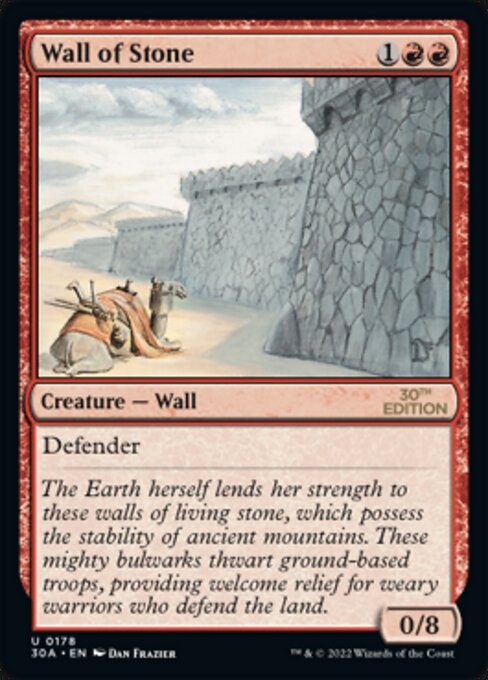 Wall of Stone 1
Creature — Wall
30TH
EDITION
Defender
The Earth herself lends her strength to
these walls of living stone, which possess
the stability of ancient mountains. These
mighty bulwarks thwart ground-based
troops, providing welcome relief for weary
warriors who defend the land.
0/8
U 0178
30A • EN DAN FRAZIER
™ & © 2022 Wizards of the Coast